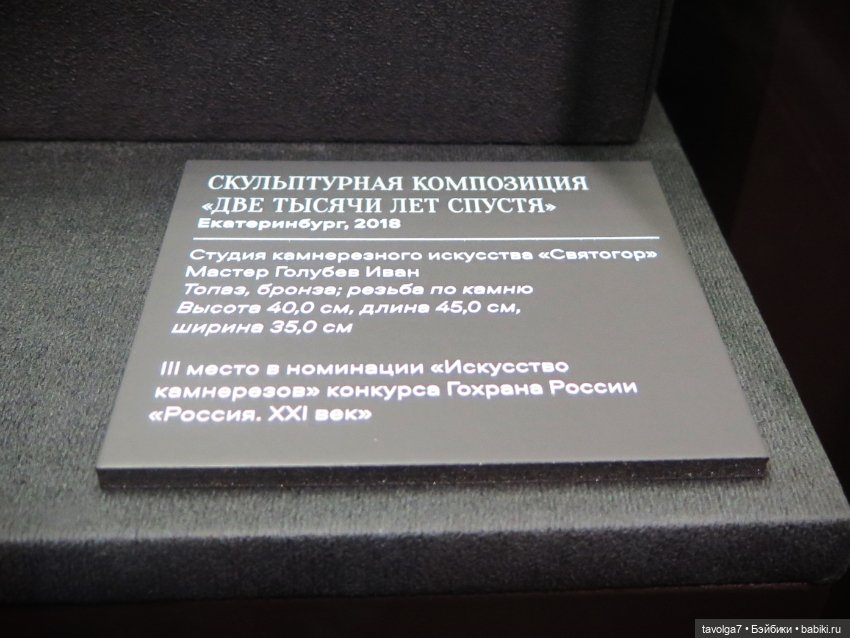 СКУЛЬПТУРНАЯ КОМПОЗИЦИЯ
«ДВЕ ТЫСЯЧИ ЛЕТ СПУСТЯ»
Екатеринбург, 2018
Студия камнерезного искусства «Святогор»
Мастер Голубев Иван
Топаз, бронза; резьба по камню
Высота 40,0 см, длина 45,0 см,
ширина 35,0 см
III место в номинации «Искусство
камнерезов» конкурса Гохрана России
«Россия. XXI век»
tavolga7 • Бэйбики • babiki.ru